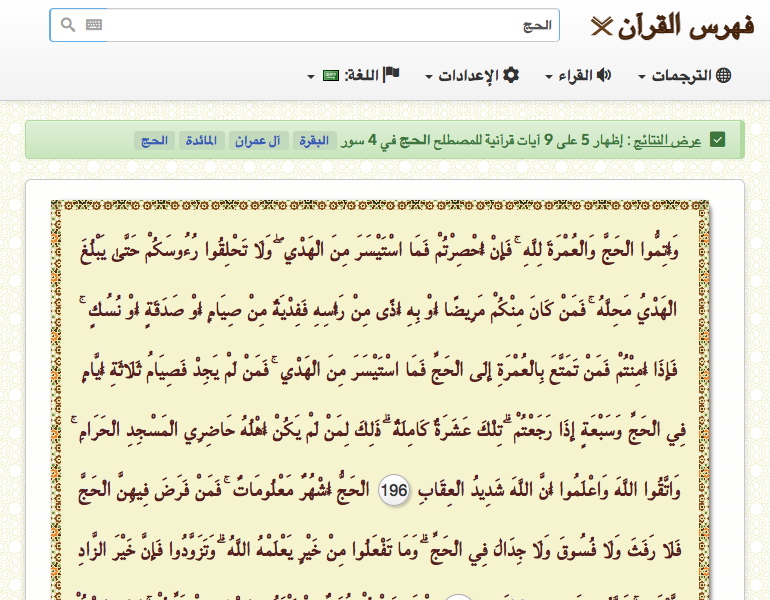 فهرس القرآن
الحج
الترجمات
القراء
الإعدادات
اللغة:
عرض النتائج : إظهار 5 على 9 آيات قرآنية للمصطلح الحج في 4 سور البقرة آل عمران المائدة الحج
وَأَتِمُّوا الْحَجَّ وَالْعُمْرَةَ لِلَّهِ ۚ فَإِنْ أُحْصِرْتُمْ فَمَا اسْتَيْسَرَ مِنَ الْهَدْيِ ۖ وَلَا تَحْلِقُوا رُءُوسَكُمْ حَتَّىٰ يَبْلُغَ
الْهَدْيُ مَحِلَّهُ ۚ فَمَنْ كَانَ مِنْكُمْ مَرِيضًا أَوْ بِهِ أَذًى مِنْ رَأْسِهِ فَفِدْيَةٌ مِنْ صِيَامٍ أَوْ صَدَقَةٍ أَوْ نُسُكٍ ۚ
فَإِذَا أَمِنْتُمْ فَمَنْ تَمَتَّعَ بِالْعُمْرَةِ إِلَى الْحَجِّ فَمَا اسْتَيْسَرَ مِنَ الْهَدْيِ ۚ فَمَنْ لَمْ يَجِدْ فَصِيَامُ ثَلَاثَةِ أَيَّامٍ
فِي الْحَجِّ وَسَبْعَةٍ إِذَا رَجَعْتُمْ ۗ تِلْكَ عَشَرَةٌ كَامِلَةٌ ۗ ذَٰلِكَ لِمَنْ لَمْ يَكُنْ أَهْلُهُ حَاضِرِي الْمَسْجِدِ الْحَرَامِ ۚ
وَاتَّقُوا اللَّهَ وَاعْلَمُوا أَنَّ اللَّهَ شَدِيدُ الْعِقَابِ 196 الْحَجُّ أَشْهُرٌ مَعْلُومَاتٌ ۚ فَمَنْ فَرَضَ فِيهِنَّ الْحَجَّ
فَلَا رَفَثَ وَلَا فُسُوقَ وَلَا جِدَالَ فِي الْحَجِّ ۗ وَمَا تَفْعَلُوا مِنْ خَيْرٍ يَعْلَمْهُ اللَّهُ ۗ وَتَزَوَّدُوا فَإِنَّ خَيْرَ الزَّادِ